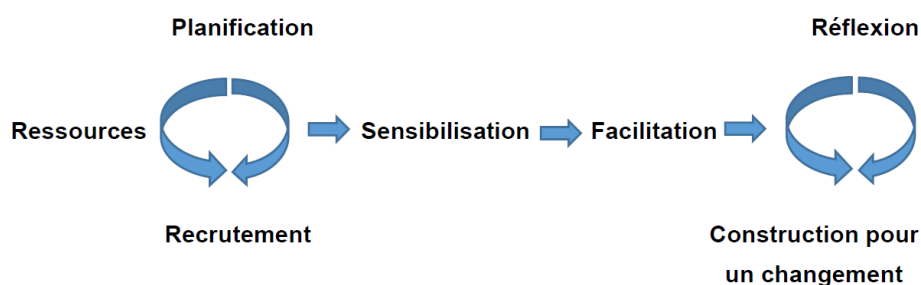 Planification
Réflexion
Ressources
Sensibilisation
Facilitation
Recrutement
Construction pour
un changement